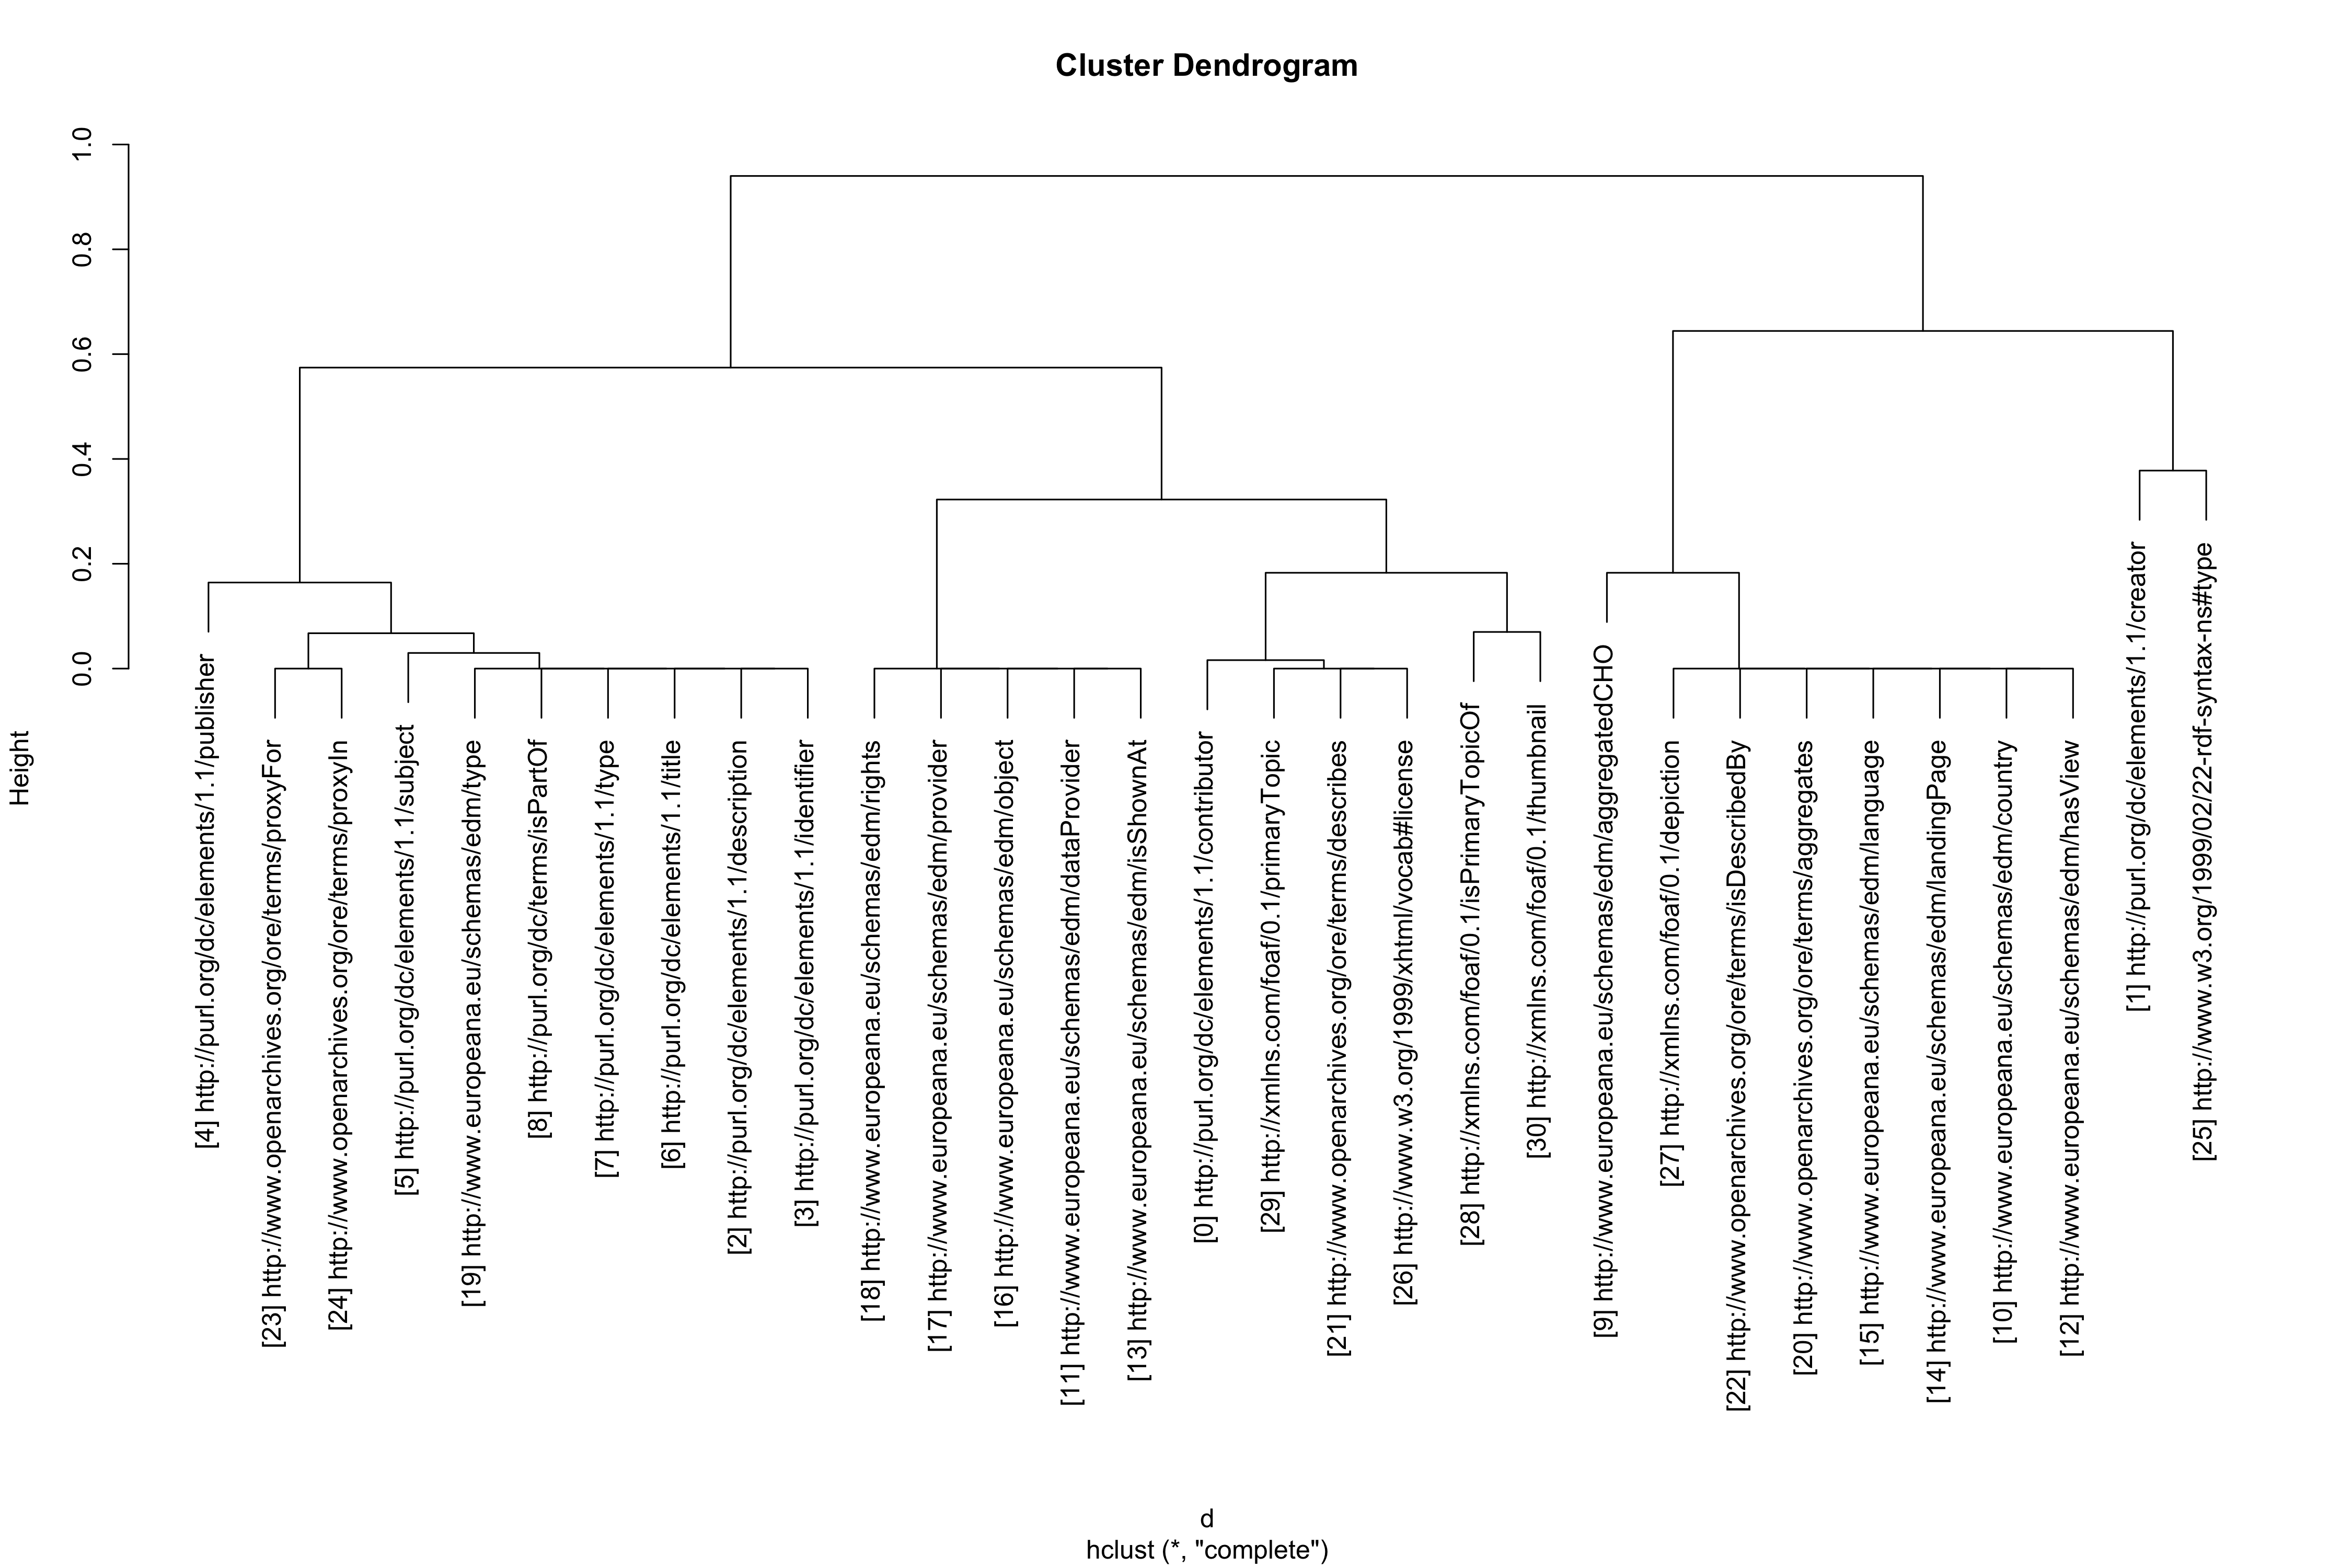 Cluster Dendrogram
Height
1.0
0.8
0.6
0.4
0.2
0.0
[4] http://purl.org/dc/elements/1.1/publisher
[23] http://www.openarchives.org/ore/terms/proxyFor
[24] http://www.openarchives.org/ore/terms/proxyIn
[5] http://purl.org/dc/elements/1.1/subject
[19] http://www.europeana.eu/schemas/edm/type
[8] http://purl.org/dc/terms/isPartOf
[7] http://purl.org/dc/elements/1.1/type
[6] http://purl.org/dc/elements/1.1/title
[2] http://purl.org/dc/elements/1.1/description
[3] http://purl.org/dc/elements/1.1/identifier
[18] http://www.europeana.eu/schemas/edm/rights
[17] http://www.europeana.eu/schemas/edm/provider
[16] http://www.europeana.eu/schemas/edm/object
[11] http://www.europeana.eu/schemas/edm/dataProvider
[13] http://www.europeana.eu/schemas/edm/isShownAt
[0] http://purl.org/dc/elements/1.1/contributor
[29] http://xmlns.com/foaf/0.1/primaryTopic
[21] http://www.openarchives.org/ore/terms/describes
[26] http://www.w3.org/1999/xhtml/vocab#license
[28] http://xmlns.com/foaf/0.1/isPrimaryTopicOf
[30] http://xmlns.com/foaf/0.1/thumbnail
[9] http://www.europeana.eu/schemas/edm/aggregatedCHO
[27] http://xmlns.com/foaf/0.1/depiction
[22] http://www.openarchives.org/ore/terms/isDescribedBy
[20] http://www.openarchives.org/ore/terms/aggregates
[15] http://www.europeana.eu/schemas/edm/language
[14] http://www.europeana.eu/schemas/edm/landingPage
[10] http://www.europeana.eu/schemas/edm/country
[12] http://www.europeana.eu/schemas/edm/hasView
[1] http://purl.org/dc/elements/1.1/creator
[25] http://www.w3.org/1999/02/22-rdf-syntax-ns#type
d
hclust (*, "complete")